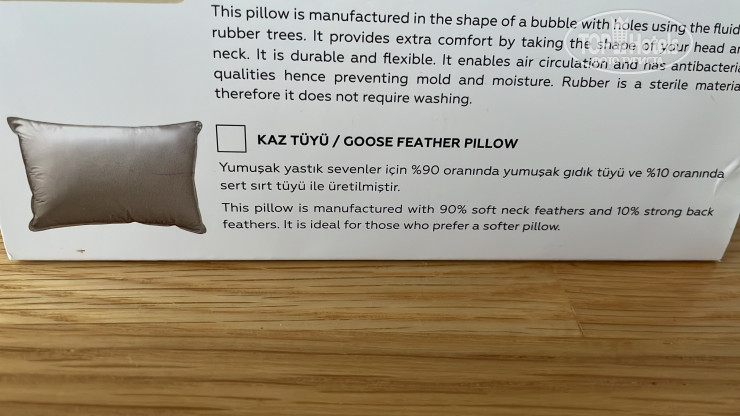 This pillow is manufactured in the shape of a bubble with holes using the fluid
rubber trees. It provides extra comfort by taking the shape of your head an
neck. It is durable and flexible. It enables air circulation and has antibacteria
qualities hence preventing mold and moisture. Rubber is a sterile materia
therefore it does not require washing.
KAZ TÜYÜ / GOOSE FEATHER PILLOW
Yumuşak yastık sevenler için %90 oranında yumuşak gıdık tüyü ve %10 oranında
sert sırt tüyü ile üretilmiştir.
This pillow is manufactured with 90% soft neck feathers and 10% strong back
feathers. It is ideal for those who prefer a softer pillow.
TopHotels